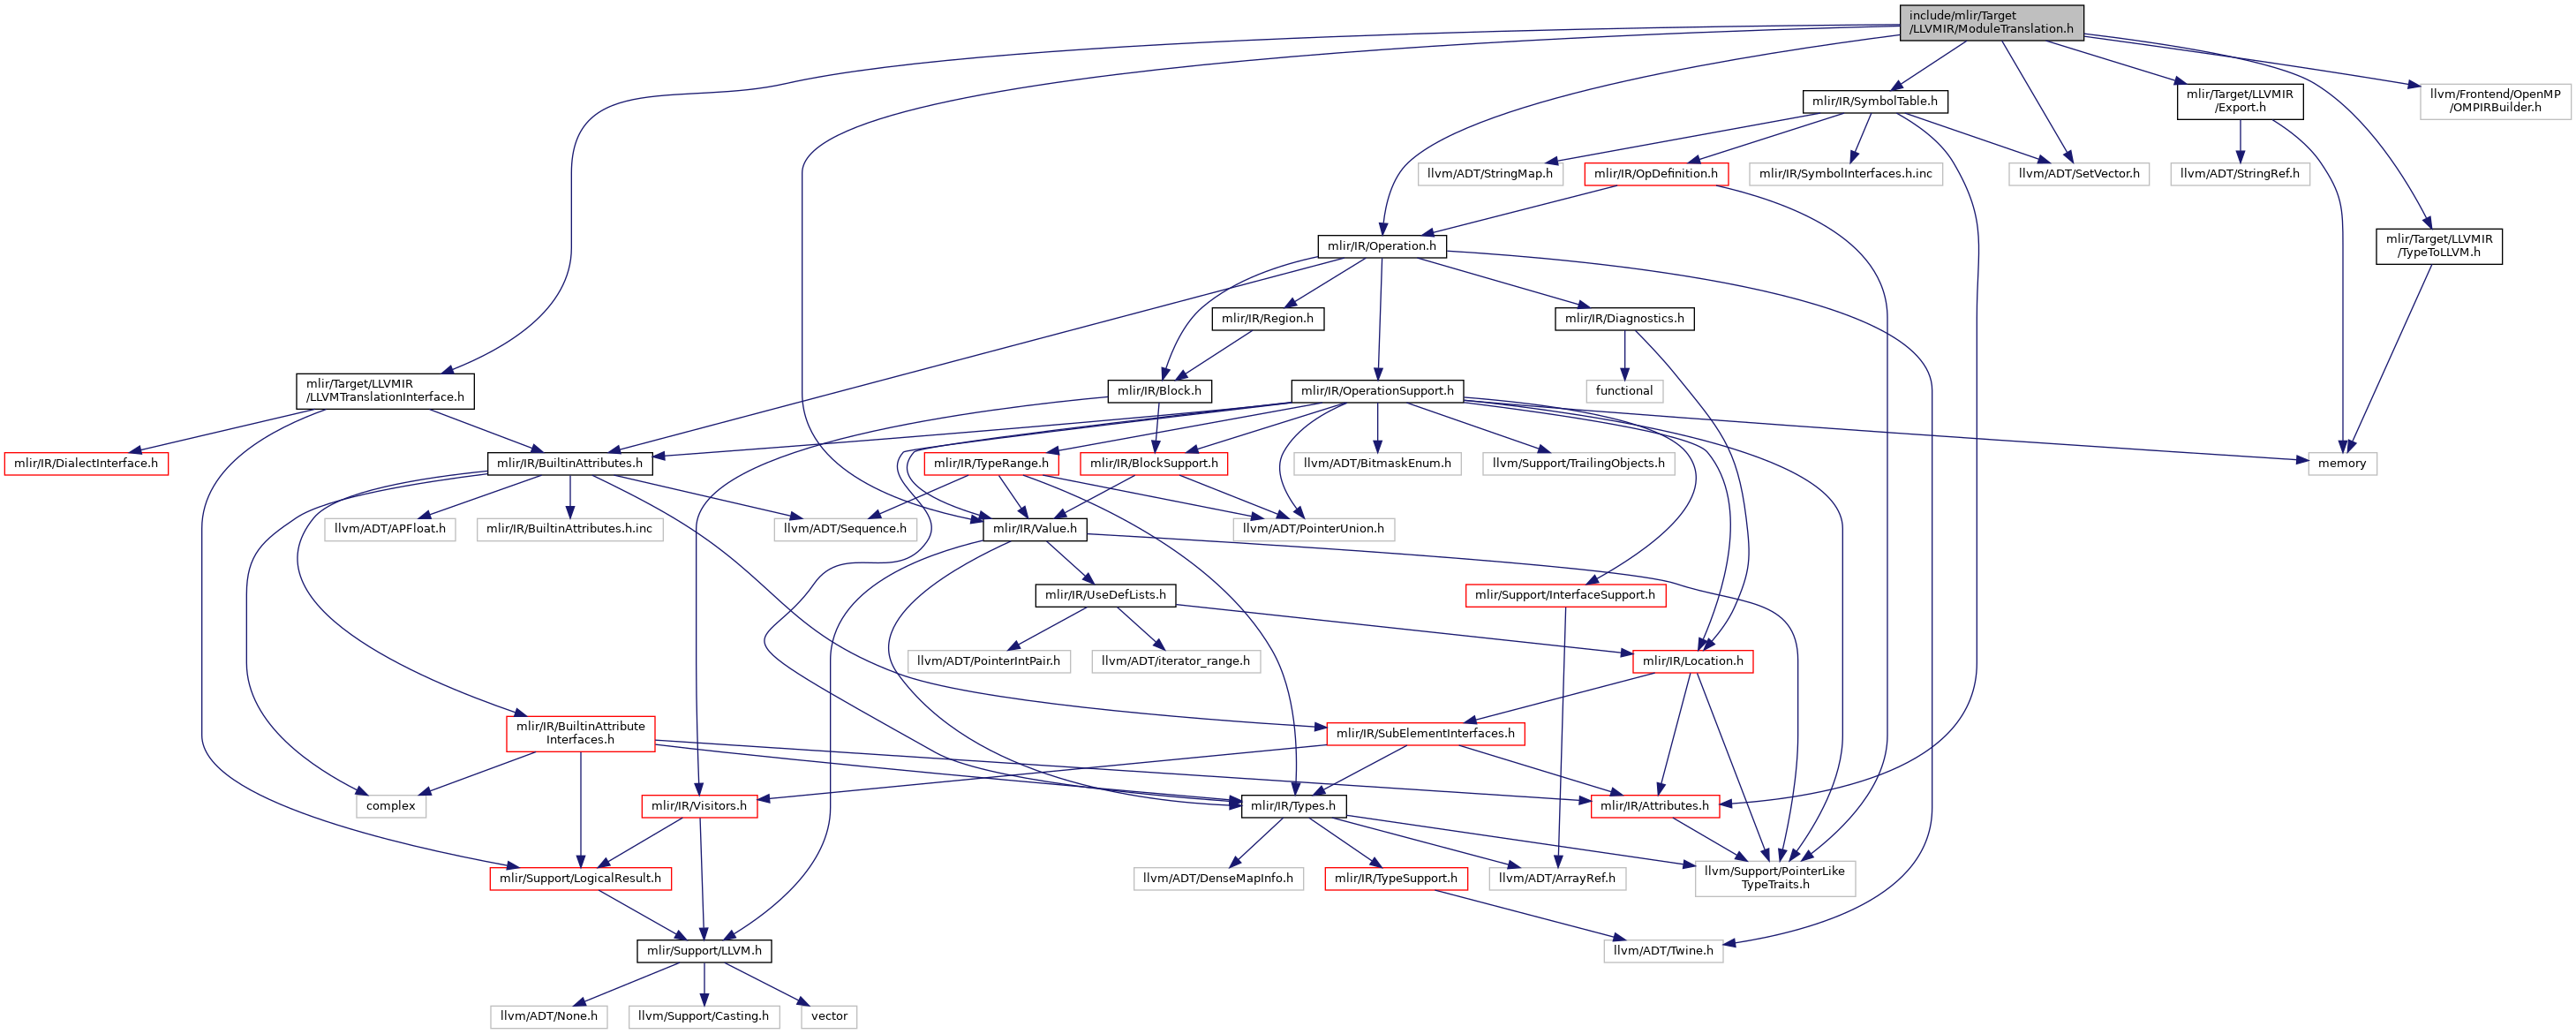 include/mlir/Target
/LLVMIR/ModuleTranslation.h
mlir/IR/SymbolTable.h
mlir/Target/LLVMIR
/Export.h
llvm/Frontend/OpenMP
/OMPIRBuilder.h
llvm/ADT/StringMap.h
mlir/IR/OpDefinition.h
mlir/IR/SymbolInterfaces.h.inc
llvm/ADT/SetVector.h
llvm/ADT/StringRef.h
mlir/IR/Operation.h
mlir/Target/LLVMIR
/TypeToLLVM.h
mlir/IR/Region.h
mlir/IR/Diagnostics.h
mlir/Target/LLVMIR
/LLVMTranslationInterface.h
mlir/IR/Block.h
mlir/IR/OperationSupport.h
functional
mlir/IR/DialectInterface.h
mlir/IR/BuiltinAttributes.h
mlir/IR/TypeRange.h
mlir/IR/BlockSupport.h
llvm/ADT/BitmaskEnum.h
llvm/Support/TrailingObjects.h
memory
llvm/ADT/APFloat.h
mlir/IR/BuiltinAttributes.h.inc
llvm/ADT/Sequence.h
mlir/IR/Value.h
llvm/ADT/PointerUnion.h
mlir/IR/UseDefLists.h
mlir/Support/InterfaceSupport.h
llvm/ADT/PointerIntPair.h
llvm/ADT/iterator_range.h
mlir/IR/Location.h
mlir/IR/BuiltinAttribute
Interfaces.h
mlir/IR/SubElementInterfaces.h
complex
mlir/IR/Visitors.h
mlir/IR/Types.h
mlir/IR/Attributes.h
mlir/Support/LogicalResult.h
llvm/ADT/DenseMapInfo.h
mlir/IR/TypeSupport.h
llvm/ADT/ArrayRef.h
llvm/Support/PointerLike
TypeTraits.h
mlir/Support/LLVM.h
llvm/ADT/Twine.h
llvm/ADT/None.h
llvm/Support/Casting.h
vector